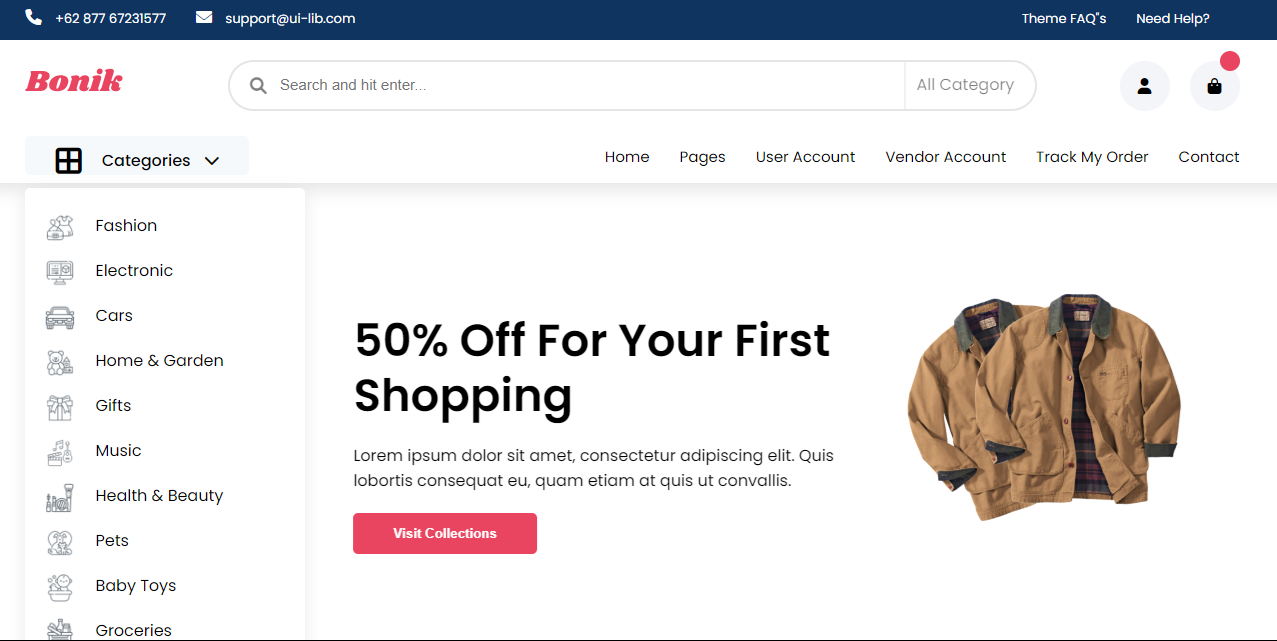 +62 877 67231577
support@ui-lib.com
Theme FAQ"s
Need Help?
Bonik
Search and hit enter...
All Category
Categories
Home
Pages
User Account
Vendor Account
Track My Order
Contact
Fashion
Electronic
Cars
Home & Garden
Gifts
Music
Health & Beauty
Pets
Baby Toys
Groceries
50% Off For Your First
Shopping
Lorem ipsum dolor sit amet, consectetur adipiscing elit. Quis
lobortis consequat eu, quam etiam at quis ut convallis.
Visit Collections